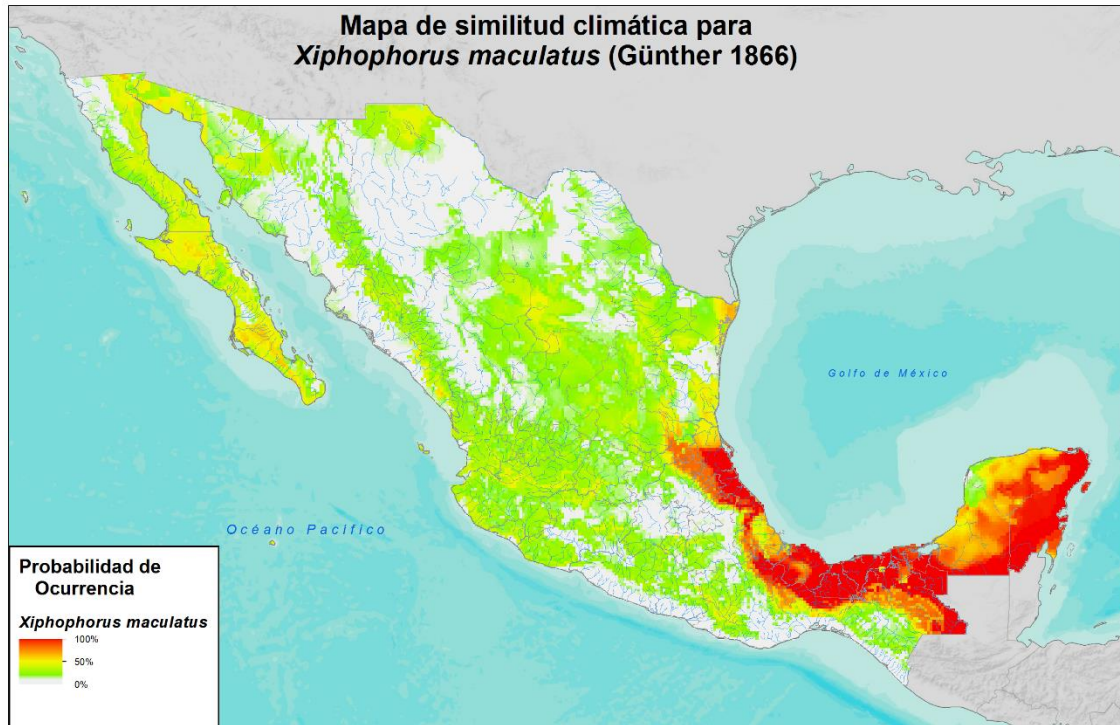 Mapa de similitud climática para
Xiphophorus maculatus (Günther 1866)
Golfo de México
Océano Pacífico
Probabilidad de
Ocurrencia
Xiphophorus maculatus
100%
50%
0%